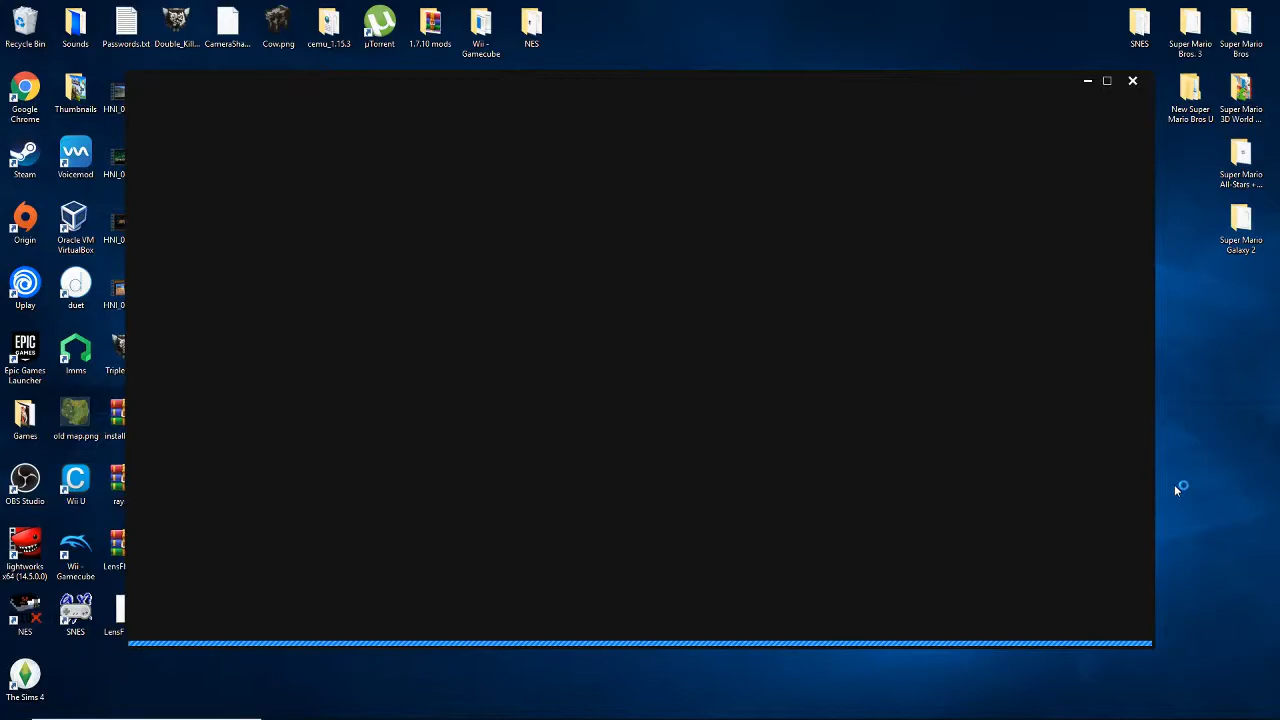 Recycle Bin
Sounds
Passwords.txt
Double_Kill...
CameraSha...
Cow.png
cemu_1.15.3
µTorrent
1.7.10 mods
Wii -
Gamecube
NES
SNES
Super Mario
Bros. 3
Super Mario
Bros
Google
Chrome
Thumbnails
HNI_0
New Super
Mario Bros U
Super Mario
3D World ...
Steam
Voicemod
HNI_0
Super Mario
All-Stars +...
Origin
Oracle VM
VirtualBox
HNI_0
Super Mario
Galaxy 2
Uplay
duet
HNI_0
EPIC
GAMES
Epic Games
Launcher
lmms
Triple
Games
old map.png
install
OBS Studio
C
Wii U
ray
lightworks
x64 (14.5.0.0)
Wii -
Gamecube
LensFl
NES
SNES
LensF
The Sims 4